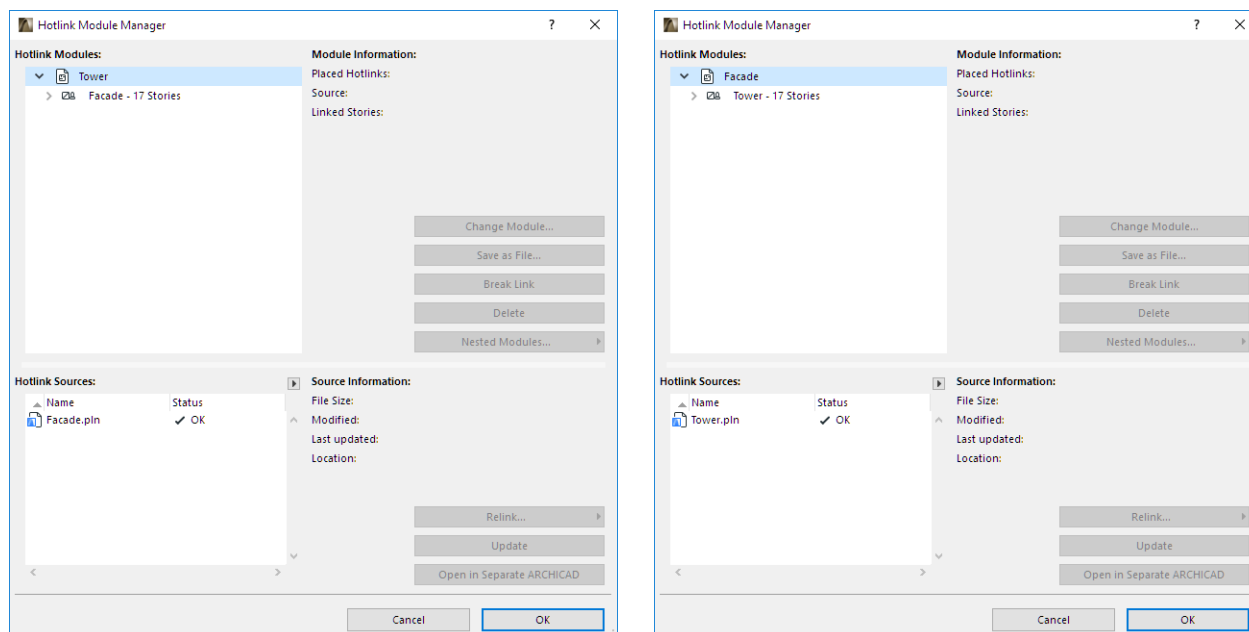 Hotlink Module Manager ?
Hotlink Modules: Module Information:
Tower Placed Hotlinks:
Facade - 17 Stories Source:
Linked Stories:
Change Module...
Save as File...
Break Link
Delete
Nested Modules...
Hotlink Sources: Source Information:
Name Status File Size:
Facade.pln ✓ OK Modified:
Last updated:
Location:
Relink...
Update
Open in Separate ARCHICAD
Cancel OK
Hotlink Module Manager ?
Hotlink Modules: Module Information:
Facade Placed Hotlinks:
Tower - 17 Stories Source:
Linked Stories:
Change Module...
Save as File...
Break Link
Delete
Nested Modules...
Hotlink Sources: Source Information:
Name Status File Size:
Tower.pln ✓ OK Modified:
Last updated:
Location:
Relink...
Update
Open in Separate ARCHICAD
Cancel OK